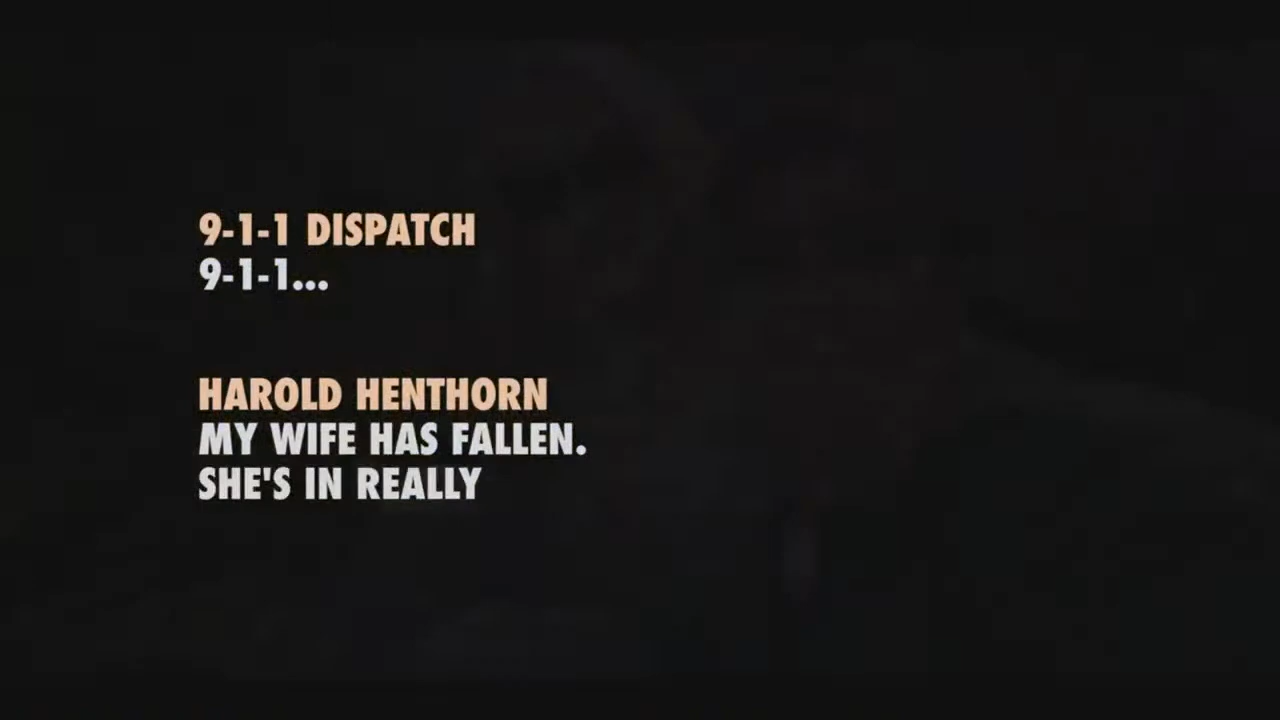 9-1-1 DISPATCH
9-1-1...
HAROLD HENTHORN
MY WIFE HAS FALLEN.
SHE'S IN REALLY